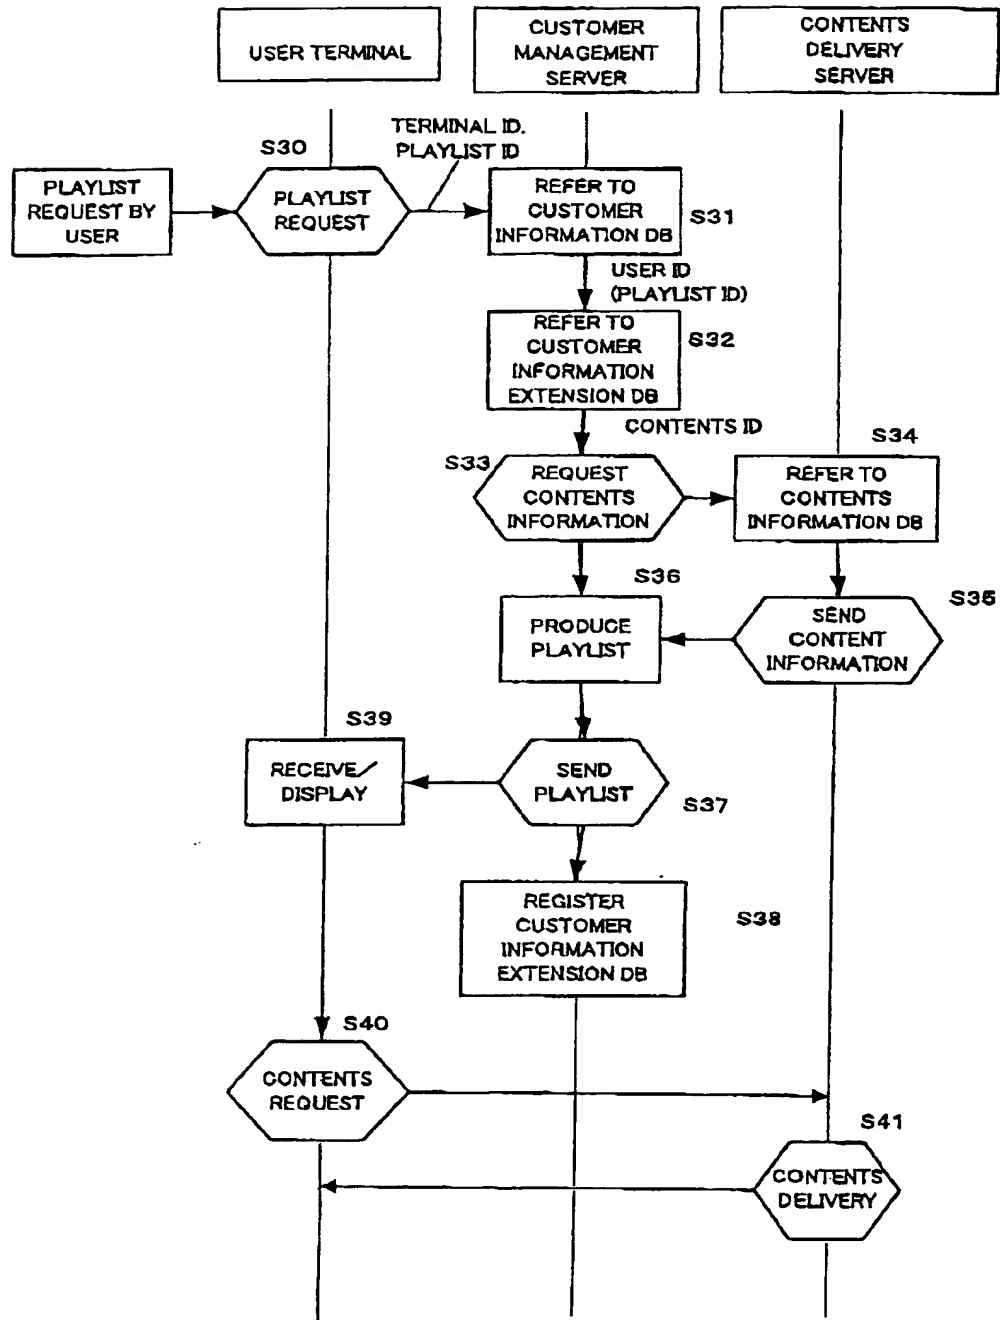 USER TERMINAL
CUSTOMER
MANAGEMENT
SERVER
CONTENTS
DELIVERY
SERVER
S30
TERMINAL ID.
PLAYLIST ID
PLAYLIST
REQUEST BY
USER
PLAYLIST
REQUEST
REFER TO
CUSTOMER
INFORMATION DB
S31
USER ID
(PLAYLIST ID)
REFER TO
CUSTOMER
INFORMATION
EXTENSION DB
S32
CONTENTS ID
S33
REQUEST
CONTENTS
INFORMATION
S34
REFER TO
CONTENTS
INFORMATION DB
S36
PRODUCE
PLAYLIST
S35
SEND
CONTENT
INFORMATION
S39
RECEIVE/
DISPLAY
SEND
PLAYLIST
S37
REGISTER
CUSTOMER
INFORMATION
EXTENSION DB
S38
S40
CONTENTS
REQUEST
S41
CONTENTS
DELIVERY